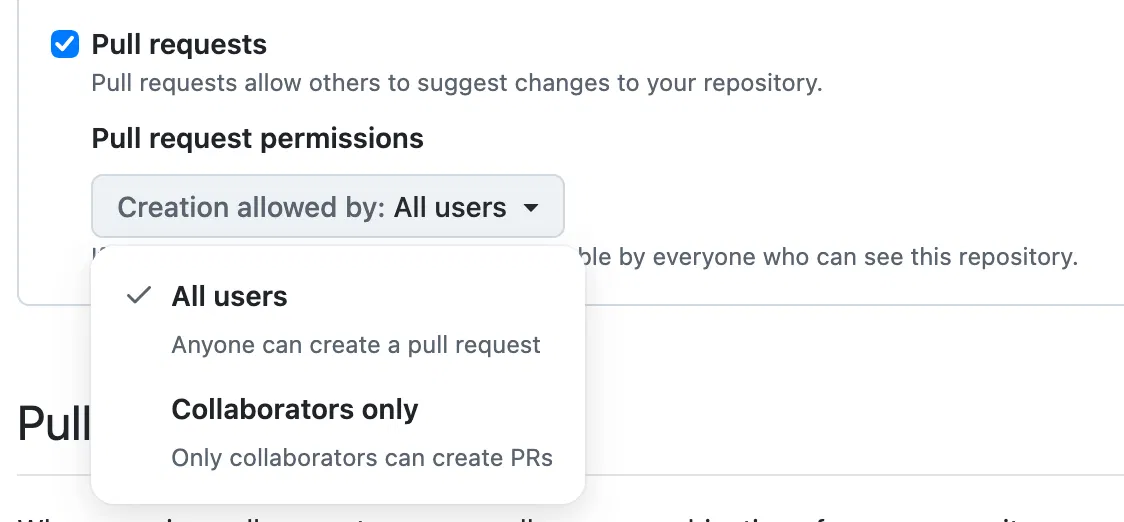 Pull requests
Pull requests allow others to suggest changes to your repository.
Pull request permissions
Creation allowed by: All users
by everyone who can see this repository.
All users
Anyone can create a pull request
Collaborators only
Only collaborators can create PRs
Pull